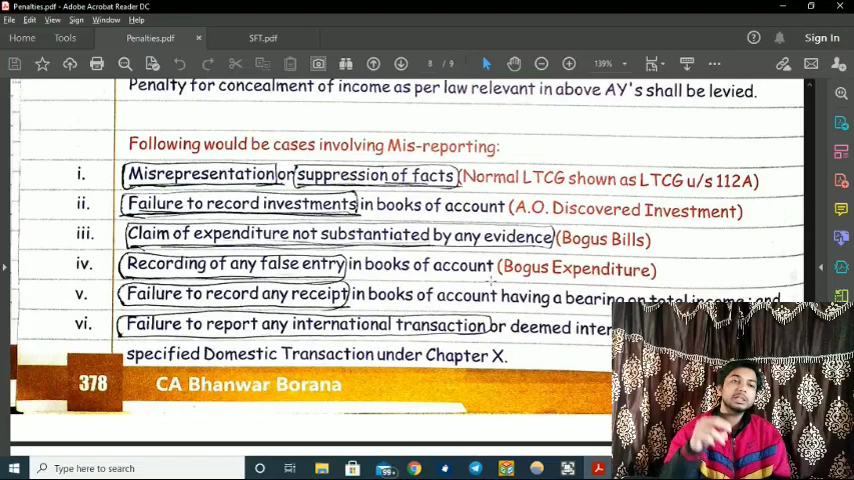 Penalties.pdf - Adobe Acrobat Reader DC
File Edit View Sign Window Help
Home Tools Penalties.pdf × SFT.pdf Sign In
8 / 9 139%
Penalty for concealment of income as per law relevant in above AY's shall be levied.
Following would be cases involving Mis-reporting:
i. Misrepresentation or suppression of facts (Normal LTCG shown as LTCG u/s 112A)
ii. Failure to record investments in books of account (A.O. Discovered Investment)
iii. Claim of expenditure not substantiated by any evidence (Bogus Bills)
iv. Recording of any false entry in books of account (Bogus Expenditure)
v. Failure to record any receipt in books of account having a bearing on total income; and
vi. Failure to report any international transaction or deemed inter
specified Domestic Transaction under Chapter X.
378 CA Bhanwar Borana
Type here to search